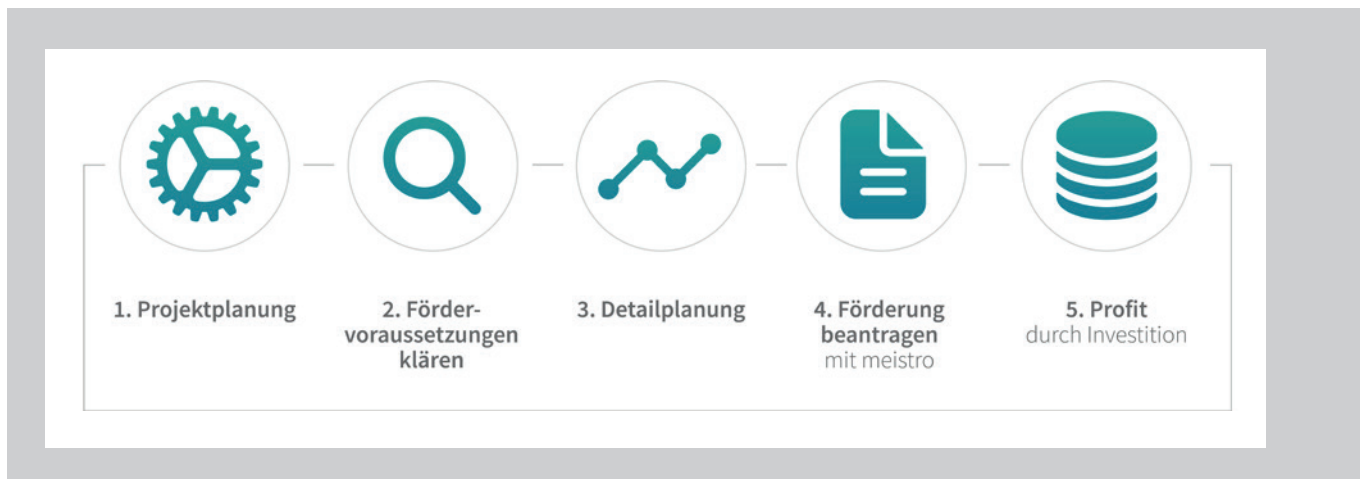 1. Projektplanung
2. Förder-
voraussetzungen
klären
3. Detailplanung
4. Förderung
beantragen
mit meistro
5. Profit
durch Investition